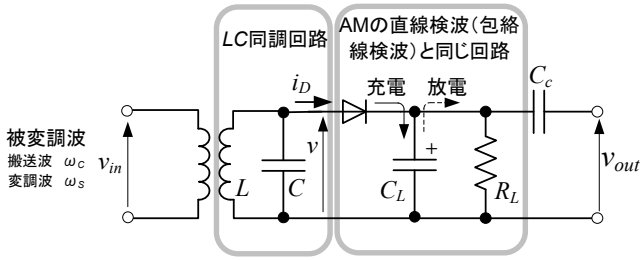 LC同調回路
AMの直線検波(包絡
線検波)と同じ回路
i_D
充電
放電
C_c
被変調波
搬送波 ω_C
変調波 ω_S
v_in
L
C
v
C_L
+
R_L
v_out